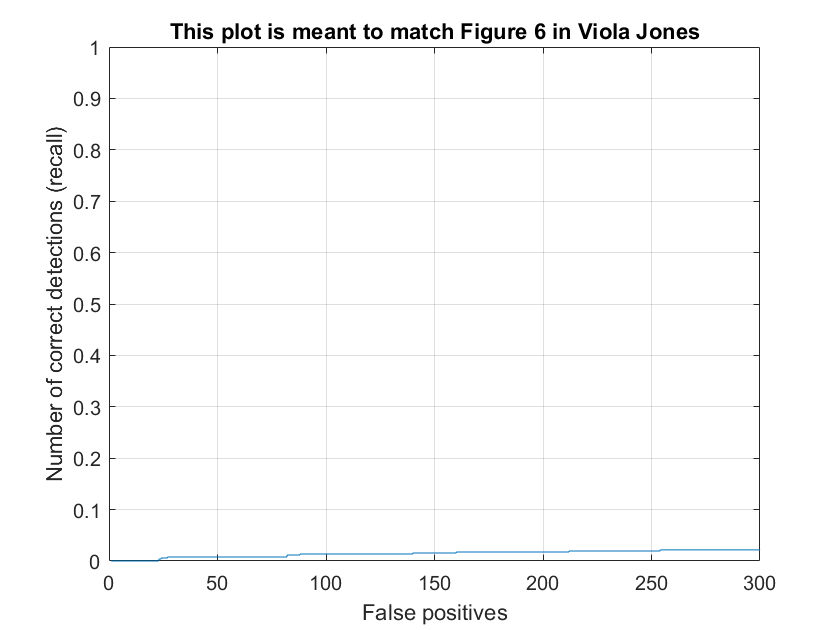 This plot is meant to match Figure 6 in Viola Jones
1
0.9
0.8
0.7
0.6
0.5
0.4
0.3
0.2
0.1
0
Number of correct detections (recall)
0 50 100 150 200 250 300
False positives